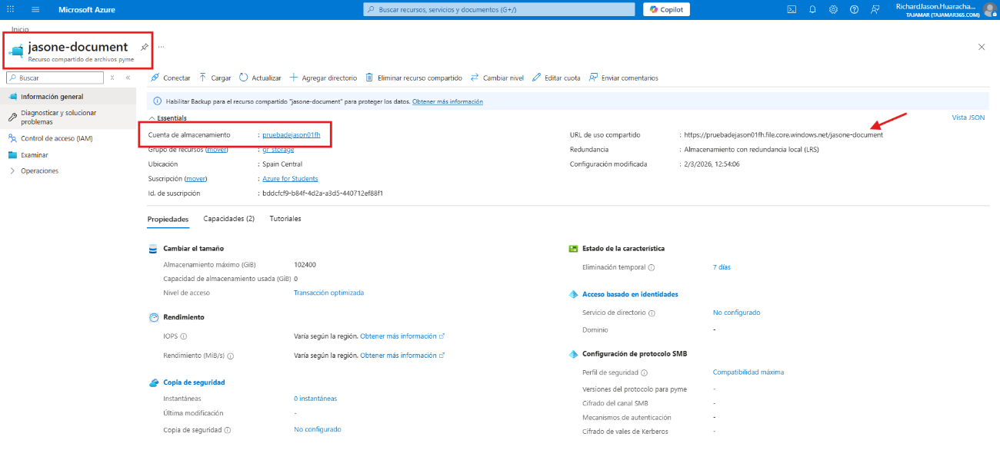 Microsoft Azure
Buscar recursos, servicios y documentos (G+/)
Copilot
RichardJason.Huaracha...
TAJAMAR (TAJAMAR365.COM)
Inicio
jasone-document
Recurso compartido de archivos pyme
Buscar
Conectar Cargar Actualizar Agregar directorio Eliminar recurso compartido Cambiar nivel Editar cuota Enviar comentarios
Información general
Diagnosticar y solucionar problemas
Control de acceso (IAM)
Examinar
Operaciones
Habilitar Backup para el recurso compartido "jasone-document" para proteger los datos. Obtener más información
Essentials
Vista JSON
Cuenta de almacenamiento : pruebadejason01fh
Grupo de recursos (mover) : gr_storage
Ubicación : Spain Central
Suscripción (mover) : Azure for Students
Id. de suscripción : bddcfcf9-b84f-4d2a-a3d5-440712ef88f1
URL de uso compartido : https://pruebadejason01fh.file.core.windows.net/jasone-document
Redundancia : Almacenamiento con redundancia local (LRS)
Configuración modificada : 2/3/2026, 12:54:06
Propiedades Capacidades (2) Tutoriales
Cambiar el tamaño
Almacenamiento máximo (GiB) 102400
Capacidad de almacenamiento usada (GiB) 0
Nivel de acceso Transacción optimizada
Rendimiento
IOPS Varía según la región. Obtener más información
Rendimiento (MiB/s) Varía según la región. Obtener más información
Copia de seguridad
Instantáneas 0 instantáneas
Última modificación -
Copia de seguridad No configurado
Estado de la característica
Eliminación temporal 7 días
Acceso basado en identidades
Servicio de directorio No configurado
Dominio -
Configuración de protocolo SMB
Perfil de seguridad Compatibilidad máxima
Versiones del protocolo para pyme -
Cifrado del canal SMB -
Mecanismos de autenticación -
Cifrado de vales de Kerberos -